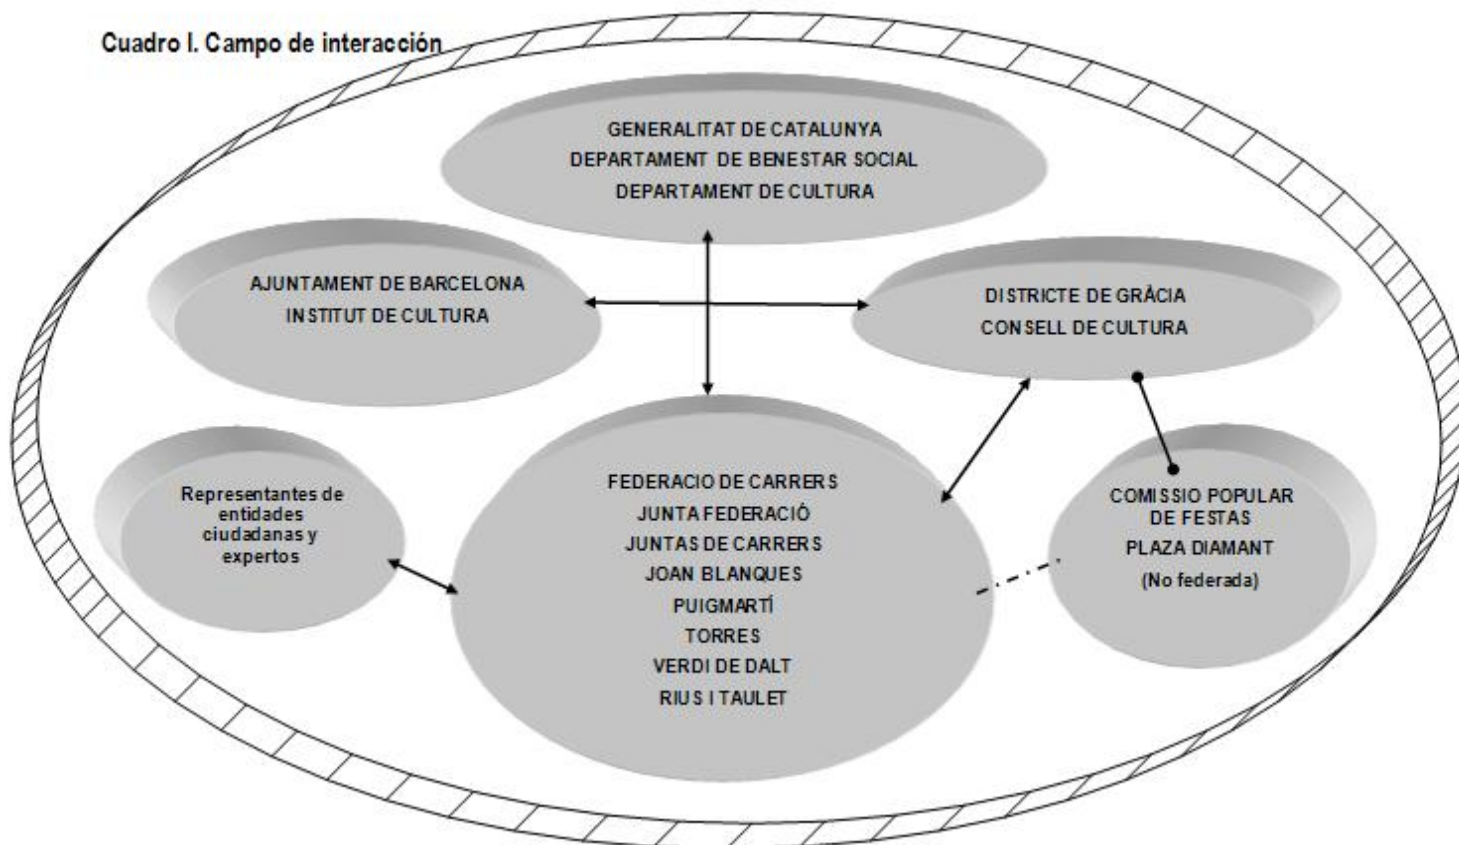 Cuadro I. Campo de interacción
GENERALITAT DE CATALUNYA
DEPARTAMENT DE BENESTAR SOCIAL
DEPARTAMENT DE CULTURA
AJUNTAMENT DE BARCELONA
INSTITUT DE CULTURA
DISTRICTE DE GRÀCIA
CONSELL DE CULTURA
Representantes de
entidades
ciudadanas y
expertos
FEDERACIO DE CARRERS
JUNTA FEDERACIÓ
JUNTAS DE CARRERS
JOAN BLANQUES
PUIGMARTÍ
TORRES
VERDI DE DALT
RIUS I TAULET
COMISSIO POPULAR
DE FESTAS
PLAZA DIAMANT
(No federada)